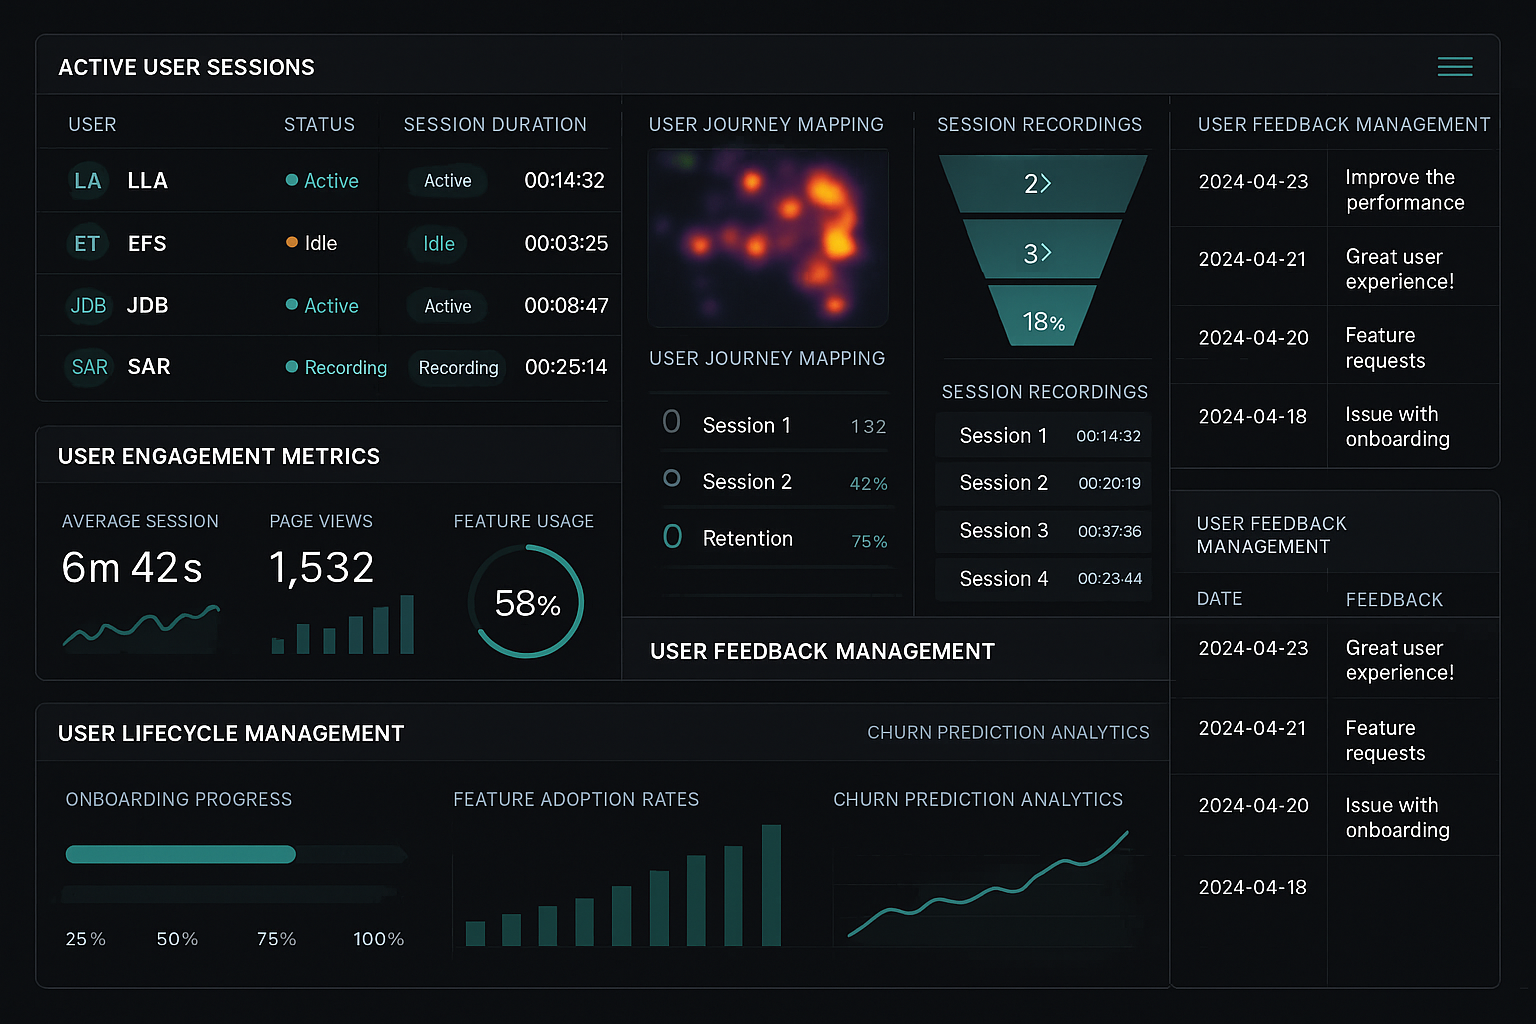 ACTIVE USER SESSIONS
USER STATUS SESSION DURATION
LA LLA Active Active 00:14:32
ET EFS Idle Idle 00:03:25
JDB JDB Active Active 00:08:47
SAR SAR Recording Recording 00:25:14
USER ENGAGEMENT METRICS
AVERAGE SESSION PAGE VIEWS FEATURE USAGE
6m 42s 1,532
58%
USER JOURNEY MAPPING
USER JOURNEY MAPPING
0 Session 1 132
O Session 2 42%
0 Retention 75%
SESSION RECORDINGS
2>
3>
18%
SESSION RECORDINGS
Session 1 00:14:32
Session 2 00:20:19
Session 3 00:37:36
Session 4 00:23·44
USER FEEDBACK MANAGEMENT
USER FEEDBACK MANAGEMENT
2024-04-23 Improve the
performance
2024-04-21 Great user
experience!
2024-04-20 Feature
requests
2024-04-18 Issue with
onboarding
USER FEEDBACK
MANAGEMENT
DATE FEEDBACK
2024-04-23 Great user
experience!
2024-04-21 Feature
requests
2024-04-20 Issue with
onboarding
2024-04-18
USER LIFECYCLE MANAGEMENT CHURN PREDICTION ANALYTICS
ONBOARDING PROGRESS FEATURE ADOPTION RATES CHURN PREDICTION ANALYTICS
25% 50% 75% 100%